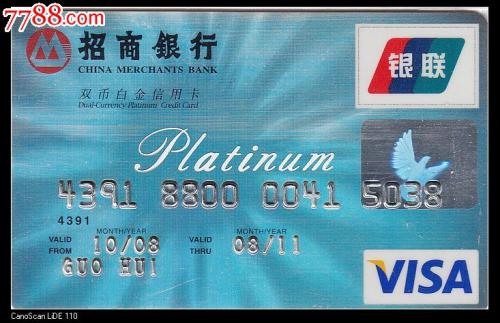 7788.com
招商銀行
CHINA MERCHANTS BANK
双币白金信用卡
Dual-Currency Platinum Credit Card
银联
Platinum
4391 8800 0041 5038
4391
MONTH/YEAR MONTH/YEAR
VALID FROM 10/08 VALID THRU 08/11
GUO HUI
VISA
CanoScan LiDE 110